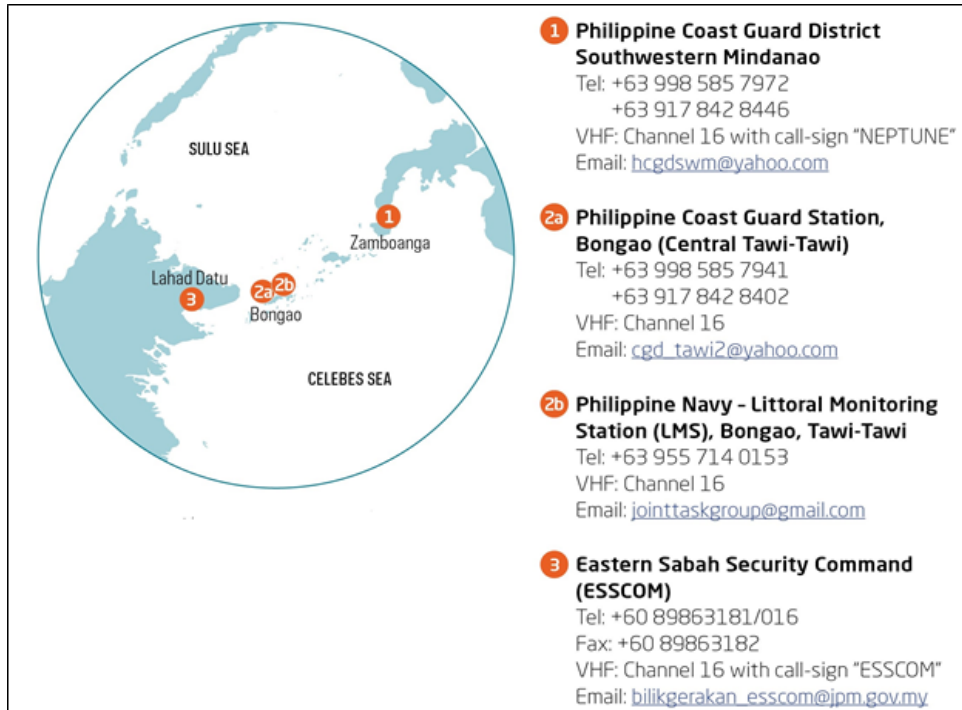 SULU SEA
1
Zamboanga
Lahad Datu
3
2a
2b
Bongao
CELEBES SEA
1 Philippine Coast Guard District
Southwestern Mindanao
Tel: +63 998 585 7972
+63 917 842 8446
VHF: Channel 16 with call-sign "NEPTUNE"
Email: hcgdswm@yahoo.com
2a Philippine Coast Guard Station,
Bongao (Central Tawi-Tawi)
Tel: +63 998 585 7941
+63 917 842 8402
VHF: Channel 16
Email: cgd_tawi2@yahoo.com
2b Philippine Navy – Littoral Monitoring
Station (LMS), Bongao, Tawi-Tawi
Tel: +63 955 714 0153
VHF: Channel 16
Email: jointtaskgroup@gmail.com
3 Eastern Sabah Security Command
(ESSCOM)
Tel: +60 89863181/016
Fax: +60 89863182
VHF: Channel 16 with call-sign "ESSCOM"
Email: bilikgerakan_esscom@jpm.gov.my